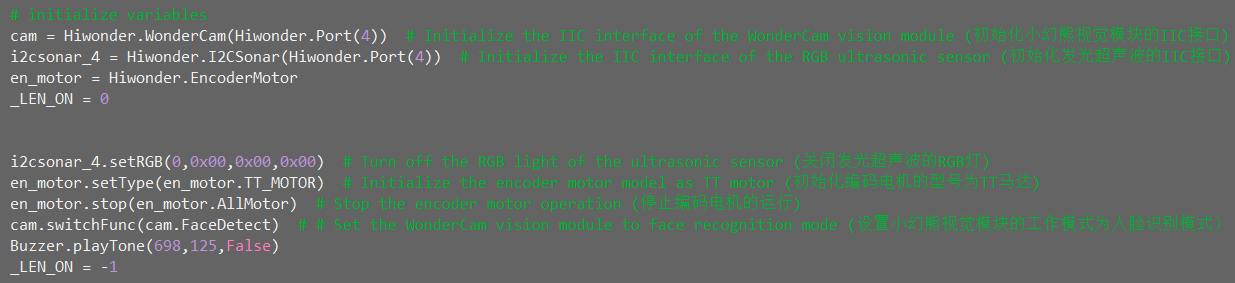 # initialize variables
cam = Hiwonder.WonderCam(Hiwonder.Port(4))  # Initialize the IIC interface of the WonderCam vision module (初始化小幻熊视觉模块的IIC接口)
i2csonar_4 = Hiwonder.I2CSonar(Hiwonder.Port(4))  # Initialize the IIC interface of the RGB ultrasonic sensor (初始化发光超声波的IIC接口)
en_motor = Hiwonder.EncoderMotor
_LEN_ON = 0
i2csonar_4.setRGB(0,0x00,0x00,0x00)  # Turn off the RGB light of the ultrasonic sensor (关闭发光超声波的RGB灯)
en_motor.setType(en_motor.TT_MOTOR)  # Initialize the encoder motor model as TT motor (初始化编码电机的型号为TT马达)
en_motor.stop(en_motor.AllMotor)  # Stop the encoder motor operation (停止编码电机的运行)
cam.switchFunc(cam.FaceDetect)  # # Set the WonderCam vision module to face recognition mode (设置小幻熊视觉模块的工作模式为人脸识别模式）
Buzzer.playTone(698,125,False)
_LEN_ON = -1